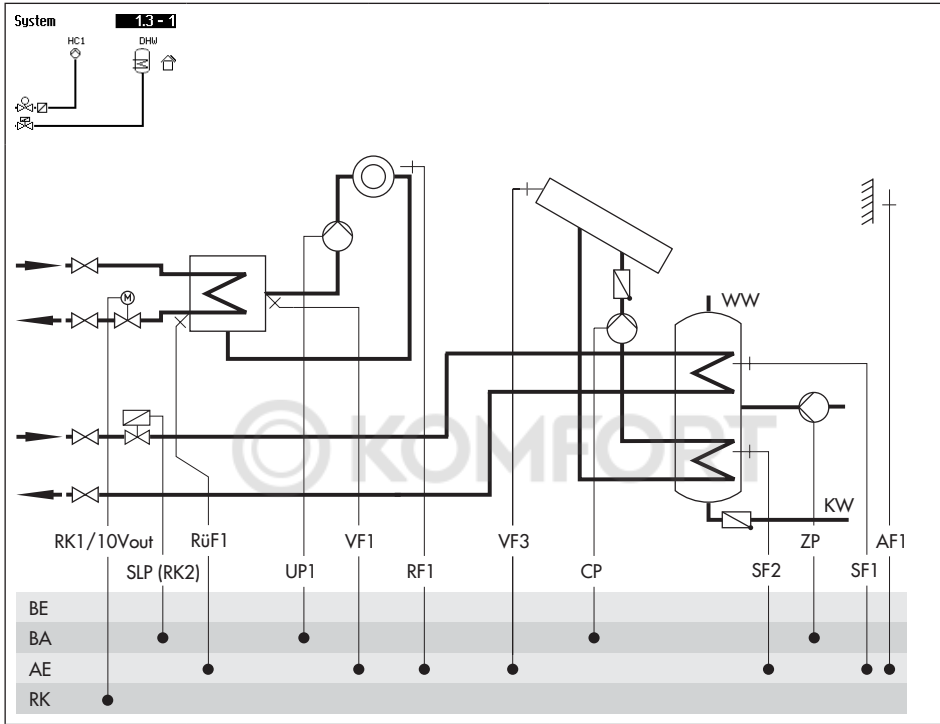 System 1.3 - 1
HC1 DHW
M
WW
KOMFORT
KW
RK1/10Vout RüF1 VF1 VF3 ZP AF1
SLP (RK2) UP1 RF1 CP SF2 SF1
BE
BA
AE
RK